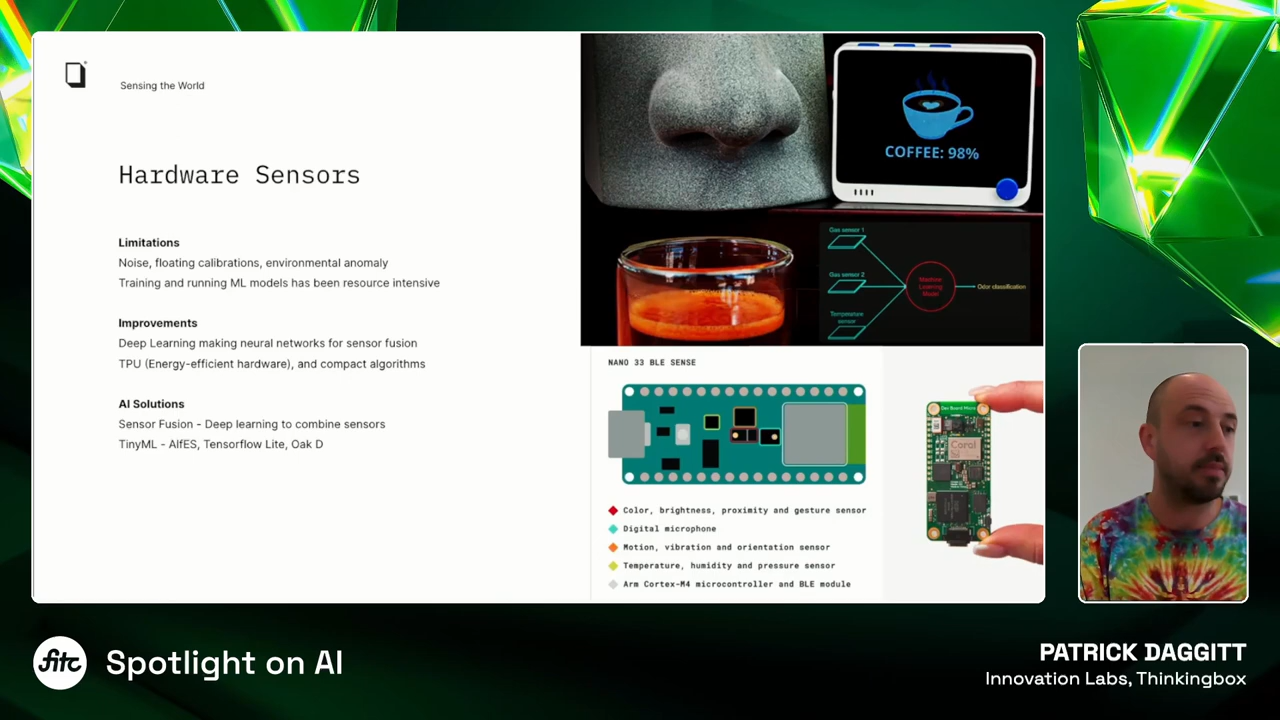 Sensing the World
Hardware Sensors
Limitations
Noise, floating calibrations, environmental anomaly
Training and running ML models has been resource intensive
Improvements
Deep Learning making neural networks for sensor fusion
TPU (Energy-efficient hardware), and compact algorithms
AI Solutions
Sensor Fusion - Deep learning to combine sensors
TinyML - AIfES, Tensorflow Lite, Oak D
COFFEE: 98%
Gas sensor 1
Gas sensor 2
Temperature
sensor
Machine
Learning
Model
Odor classification
NANO 33 BLE SENSE
Color, brightness, proximity and gesture sensor
Digital microphone
Motion, vibration and orientation sensor
Temperature, humidity and pressure sensor
Arm Cortex-M4 microcontroller and BLE module
Dev Board Micro
Coral
fitc
Spotlight on AI
PATRICK DAGGITT
Innovation Labs, Thinkingbox